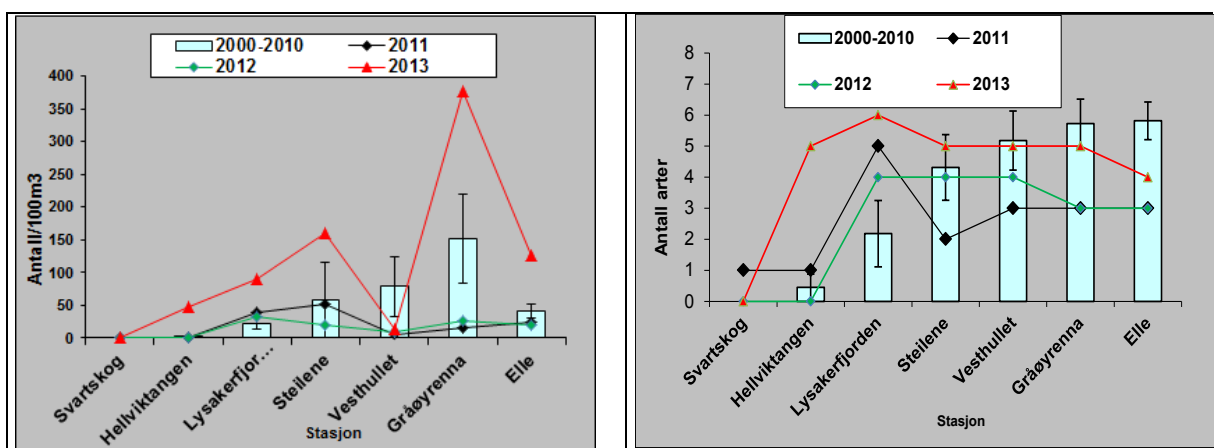 2000-2010 2011
2012 2013
Antall/100m3
400
350
300
250
200
150
100
50
0
Svartskog
Hellviktangen
Lysakerfjor...
Steilene
Vesthullet
Gråøyrenna
Elle
Stasjon
2000-2010 2011
2012 2013
Antall arter
8
7
6
5
4
3
2
1
0
Svartskog
Hellviktangen
Lysakerfjorden
Steilene
Vesthullet
Gråøyrenna
Elle
Stasjon